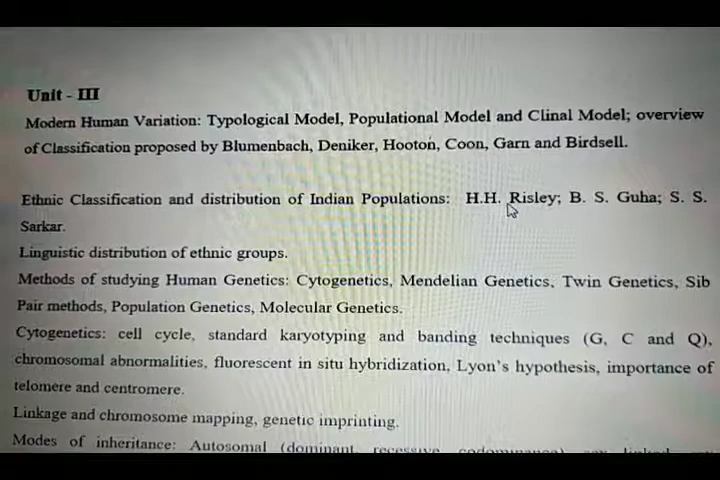 Unit - III
Modern Human Variation: Typological Model, Populational Model and Clinal Model; overview
of Classification proposed by Blumenbach, Deniker, Hooton, Coon, Garn and Birdsell.
Ethnic Classification and distribution of Indian Populations: H.H. Risley; B. S. Guha; S. S.
Sarkar.
Linguistic distribution of ethnic groups.
Methods of studying Human Genetics: Cytogenetics, Mendelian Genetics, Twin Genetics, Sib
Pair methods, Population Genetics, Molecular Genetics.
Cytogenetics: cell cycle, standard karyotyping and banding techniques (G, C and Q),
chromosomal abnormalities, fluorescent in situ hybridization, Lyon's hypothesis, importance of
telomere and centromere.
Linkage and chromosome mapping, genetic imprinting.
Modes of inheritance: Autosomal (dominant, recessive, codominance)